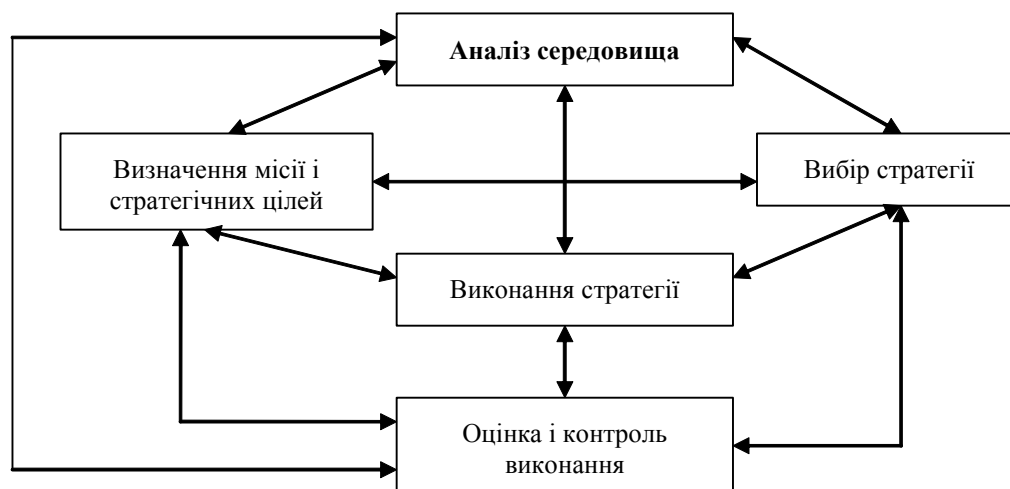 Аналіз середовища
Визначення місії і
стратегічних цілей
Вибір стратегії
Виконання стратегії
Оцінка і контроль
виконання